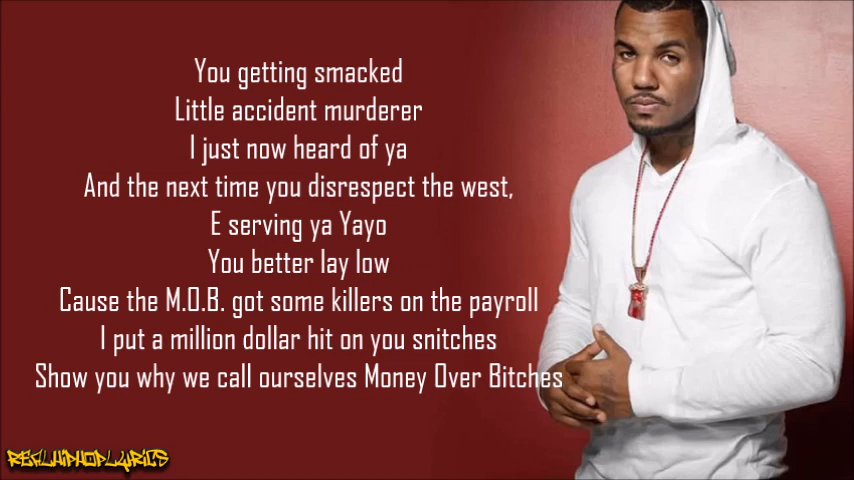 You getting smacked
Little accident murderer
I just now heard of ya
And the next time you disrespect the west,
E serving ya Yayo
You better lay low
Cause the M.O.B. got some killers on the payroll
I put a million dollar hit on you snitches
Show you why we call ourselves Money Over Bitches
REALHIPHOPLYRICS